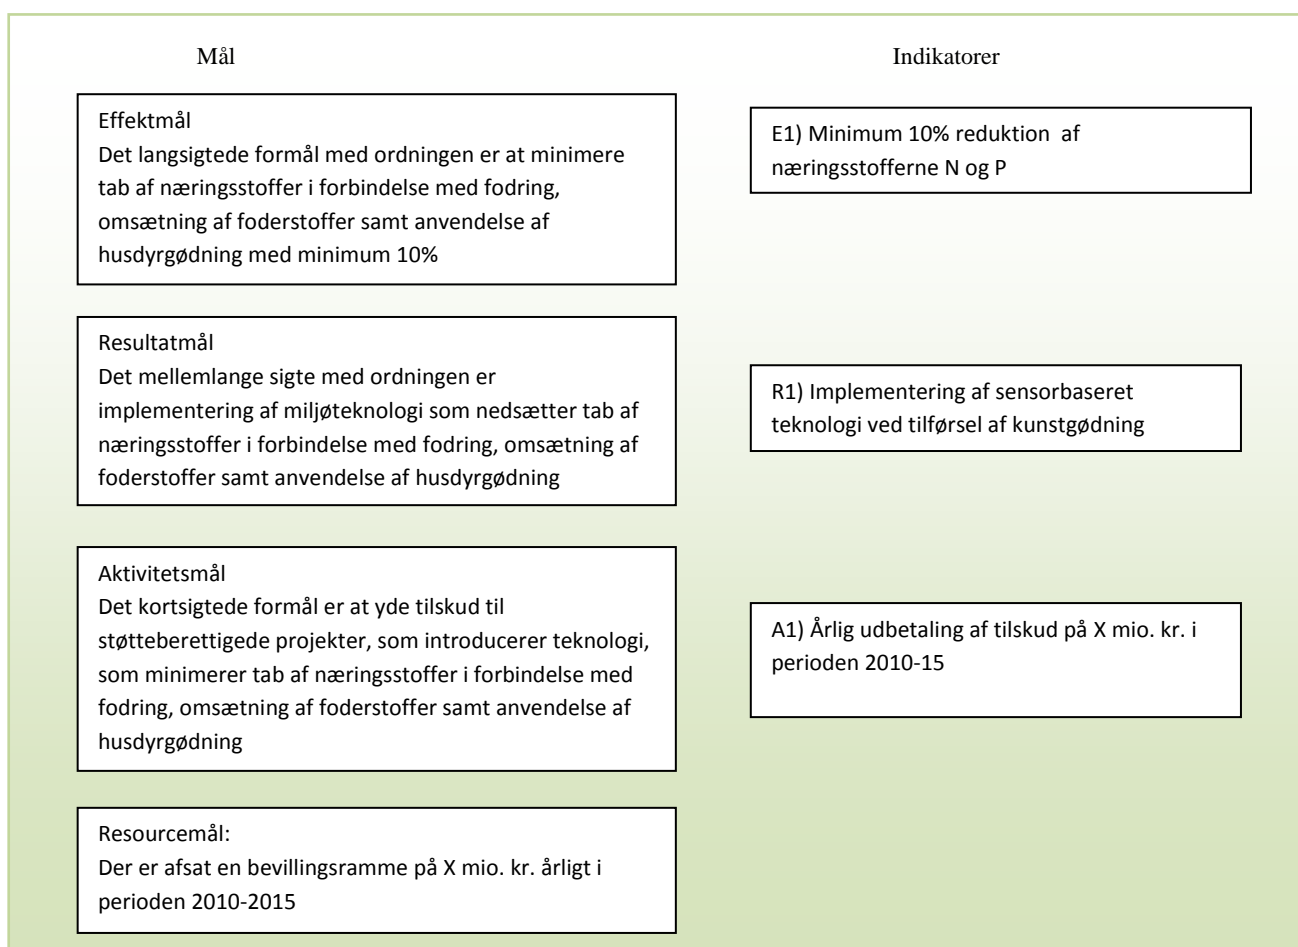 Mål
Indikatorer
Effektmål
Det langsigtede formål med ordningen er at minimere
tab af næringsstoffer i forbindelse med fodring,
omsætning af foderstoffer samt anvendelse af
husdyrgødning med minimum 10%
E1) Minimum 10% reduktion af
næringsstofferne N og P
Resultatmål
Det mellemlange sigte med ordningen er
implementering af miljøteknologi som nedsætter tab af
næringsstoffer i forbindelse med fodring, omsætning af
foderstoffer samt anvendelse af husdyrgødning
R1) Implementering af sensorbaseret
teknologi ved tilførsel af kunstgødning
Aktivitetsmål
Det kortsigtede formål er at yde tilskud til
støtteberettigede projekter, som introducerer teknologi,
som minimerer tab af næringsstoffer i forbindelse med
fodring, omsætning af foderstoffer samt anvendelse af
husdyrgødning
A1) Årlig udbetaling af tilskud på X mio. kr. i
perioden 2010-15
Resourcemål:
Der er afsat en bevillingsramme på X mio. kr. årligt i
perioden 2010-2015